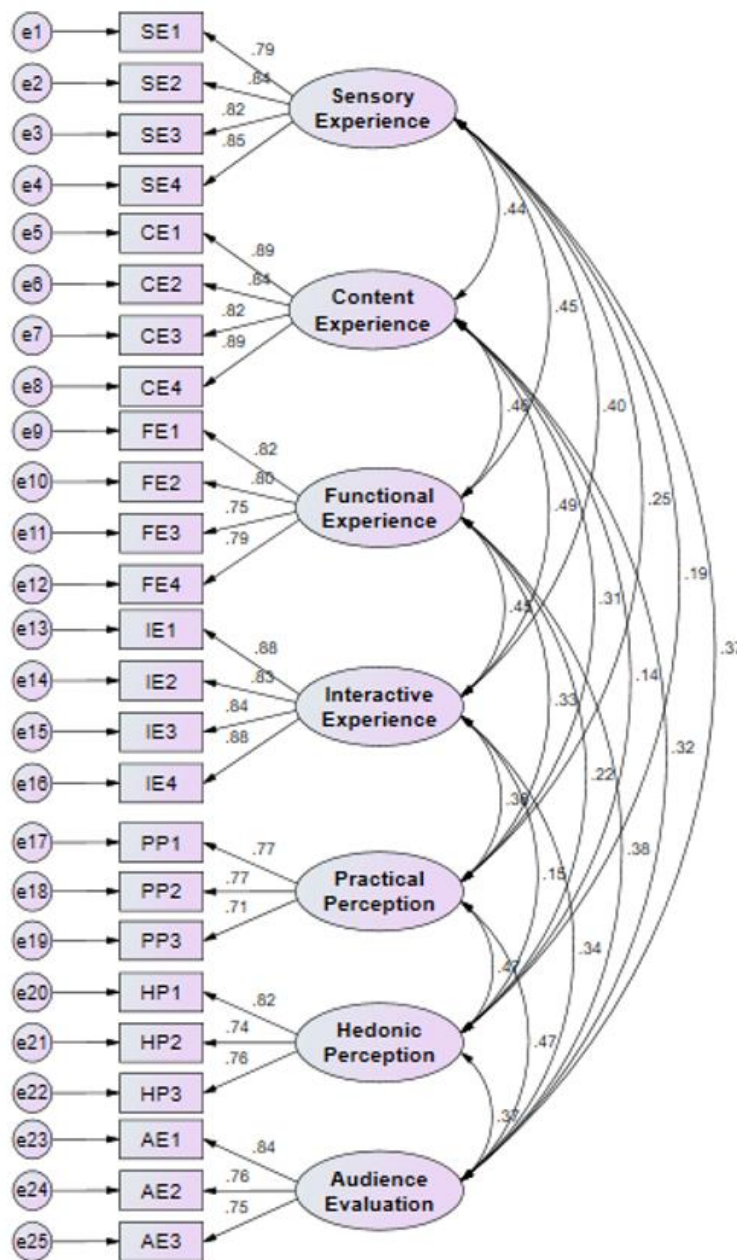 e1
SE1
.79
e2
SE2
.84
Sensory
Experience
e3
SE3
.82
e4
SE4
.85
e5
CE1
.89
e6
CE2
.84
Content
Experience
e7
CE3
.82
e8
CE4
.89
e9
FE1
.82
e10
FE2
.80
Functional
Experience
e11
FE3
.75
e12
FE4
.79
e13
IE1
.88
e14
IE2
.83
Interactive
Experience
e15
IE3
.84
e16
IE4
.88
e17
PP1
.77
e18
PP2
.77
Practical
Perception
e19
PP3
.71
e20
HP1
.82
e21
HP2
.74
Hedonic
Perception
e22
HP3
.76
e23
AE1
.84
e24
AE2
.76
Audience
Evaluation
e25
AE3
.75
.44
.45
.40
.49
.25
.19
.31
.37
.45
.14
.33
.32
.22
.38
.15
.34
.47
.47
.37